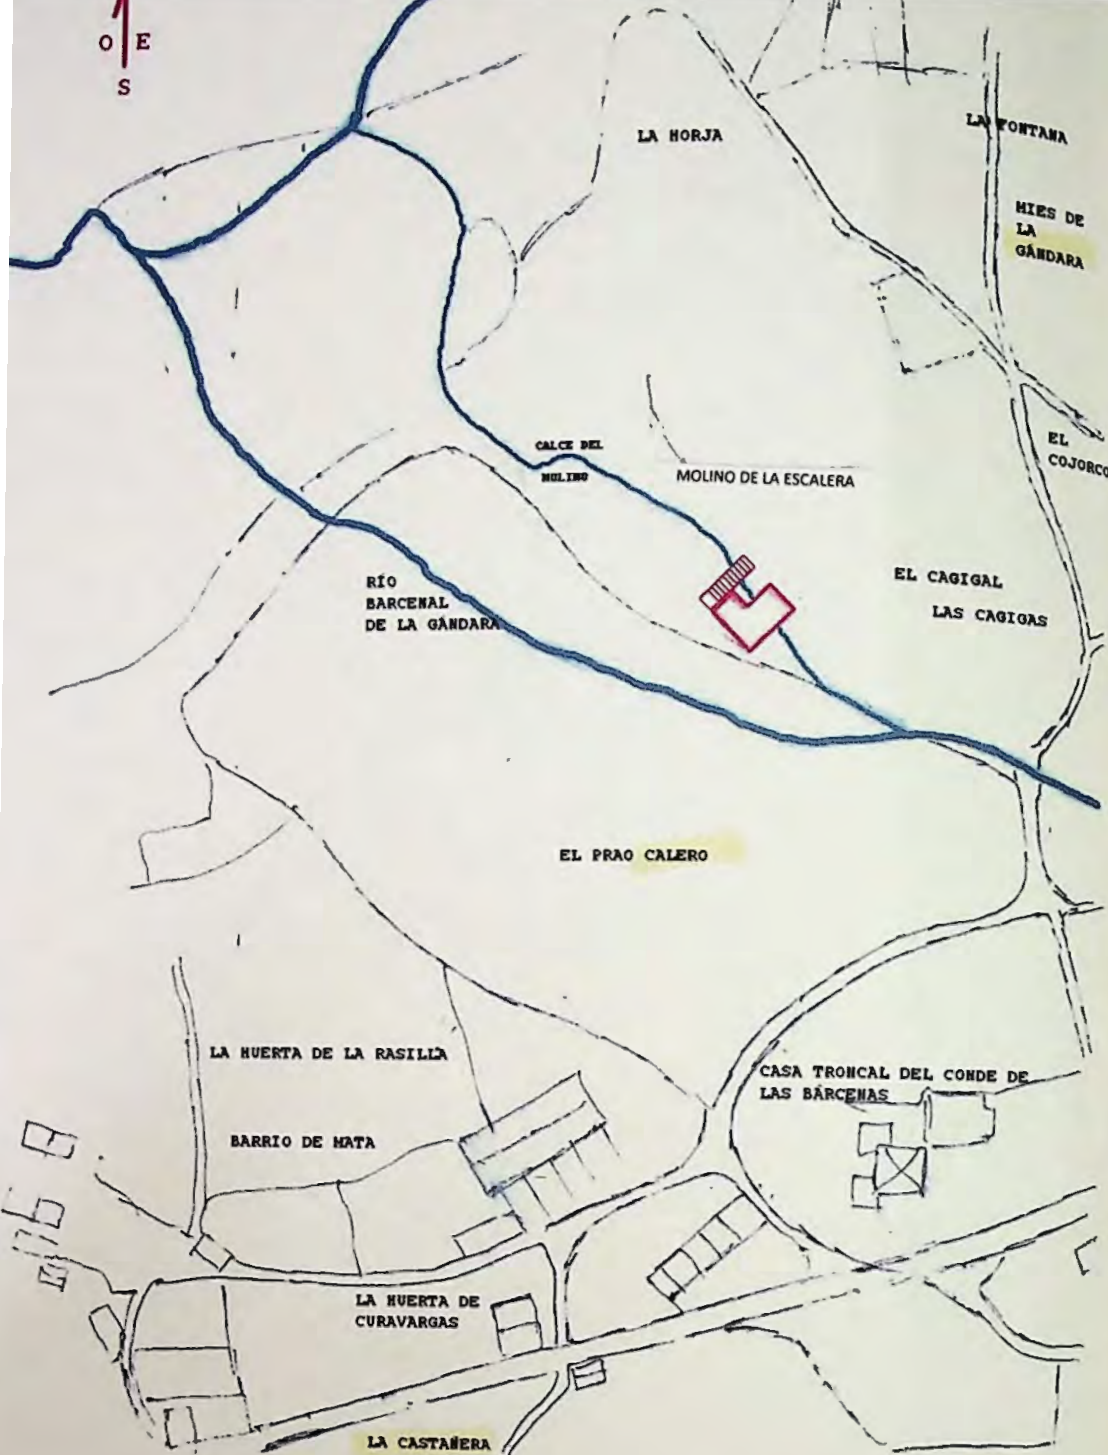 O E
S
LA HORJA
LA FONTANA
MIES DE
LA
GÁNDARA
EL
COJORCO
CALCE DEL
MOLINO
MOLINO DE LA ESCALERA
RÍO
BARCENAL
DE LA GÁNDARA
EL CAGIGAL
LAS CAGIGAS
EL PRAO CALERO
LA HUERTA DE LA RASILLA
CASA TRONCAL DEL CONDE DE
LAS BÁRCENAS
BARRIO DE MATA
LA HUERTA DE
CURAVARGAS
LA CASTAÑERA